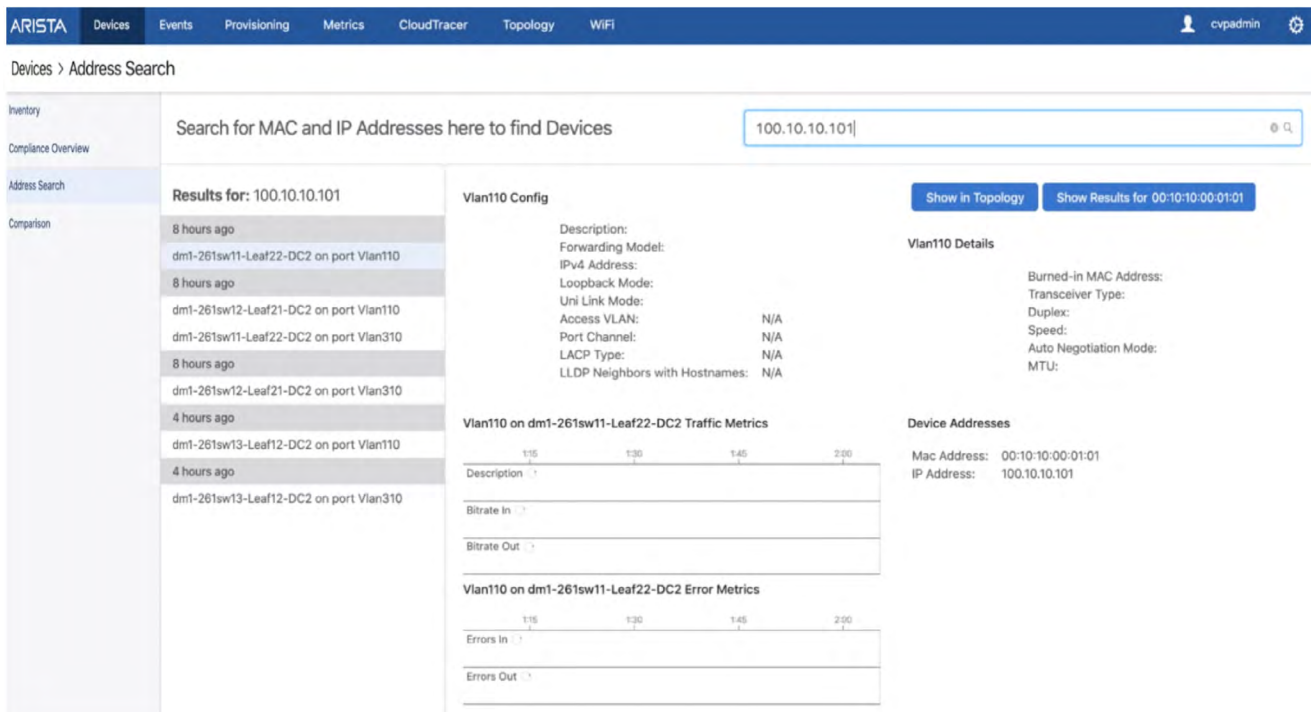 ARISTA Devices Events Provisioning Metrics CloudTracer Topology WiFi cvpadmin
Devices > Address Search
Inventory
Compliance Overview
Address Search
Comparison
Search for MAC and IP Addresses here to find Devices
100.10.10.101
Results for: 100.10.10.101
8 hours ago
dm1-261sw11-Leaf22-DC2 on port Vlan110
8 hours ago
dm1-261sw12-Leaf21-DC2 on port Vlan110
dm1-261sw11-Leaf22-DC2 on port Vlan310
8 hours ago
dm1-261sw12-Leaf21-DC2 on port Vlan310
4 hours ago
dm1-261sw13-Leaf12-DC2 on port Vlan110
4 hours ago
dm1-261sw13-Leaf12-DC2 on port Vlan310
Vlan110 Config
Description:
Forwarding Model:
IPv4 Address:
Loopback Mode:
Uni Link Mode:
Access VLAN: N/A
Port Channel: N/A
LACP Type: N/A
LLDP Neighbors with Hostnames: N/A
Vlan110 on dm1-261sw11-Leaf22-DC2 Traffic Metrics
1:15 1:30 1:45 2:00
Description
Bitrate In
Bitrate Out
Vlan110 on dm1-261sw11-Leaf22-DC2 Error Metrics
1:15 1:30 1:45 2:00
Errors In
Errors Out
Show in Topology
Show Results for 00:10:10:00:01:01
Vlan110 Details
Burned-in MAC Address:
Transceiver Type:
Duplex:
Speed:
Auto Negotiation Mode:
MTU:
Device Addresses
Mac Address: 00:10:10:00:01:01
IP Address: 100.10.10.101